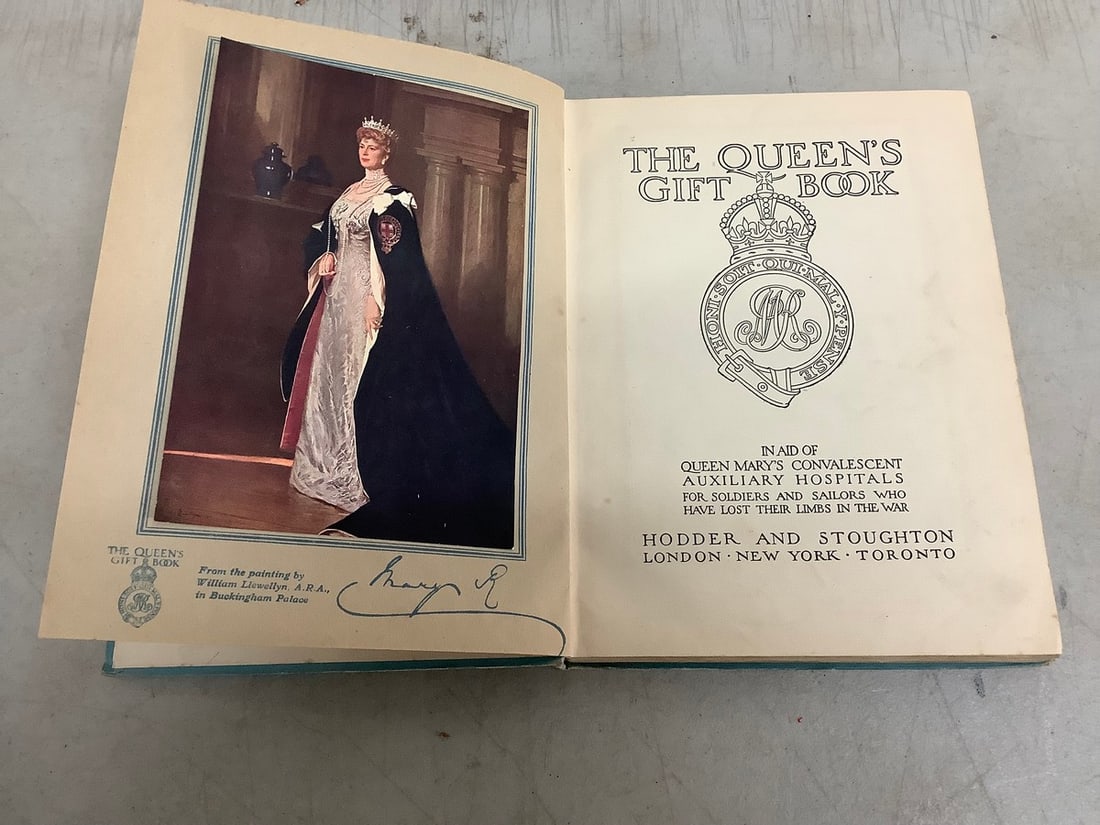 THE QUEEN'S
GIFT BOOK
From the painting by
William Llewellyn, A.R.A.,
in Buckingham Palace
Mary R
THE QUEEN'S
GIFT BOOK
HONI·SOIT·QUI·MAL·Y·PENSE
MR
IN AID OF
QUEEN MARY'S CONVALESCENT
AUXILIARY HOSPITALS
FOR SOLDIERS AND SAILORS WHO
HAVE LOST THEIR LIMBS IN THE WAR
HODDER AND STOUGHTON
LONDON · NEW YORK · TORONTO